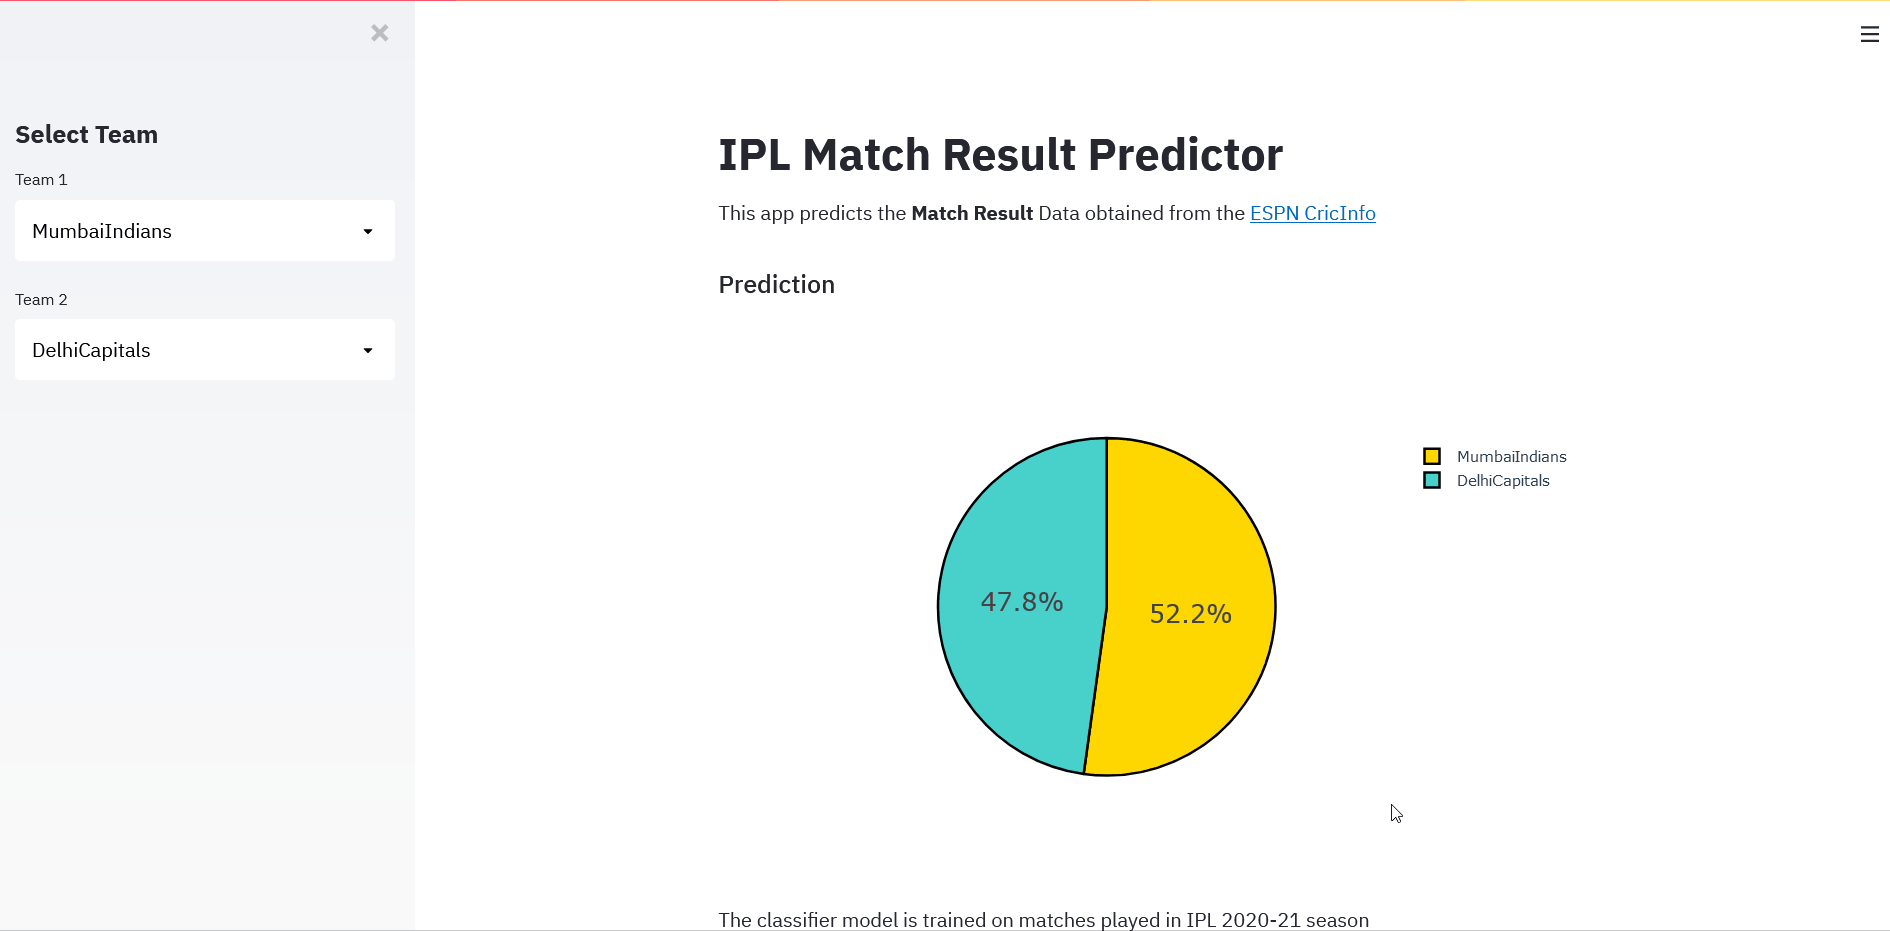 Select Team
Team 1
MumbaiIndians
Team 2
DelhiCapitals
IPL Match Result Predictor
This app predicts the Match Result Data obtained from the ESPN CricInfo
Prediction
MumbaiIndians
DelhiCapitals
47.8%
52.2%
The classifier model is trained on matches played in IPL 2020-21 season